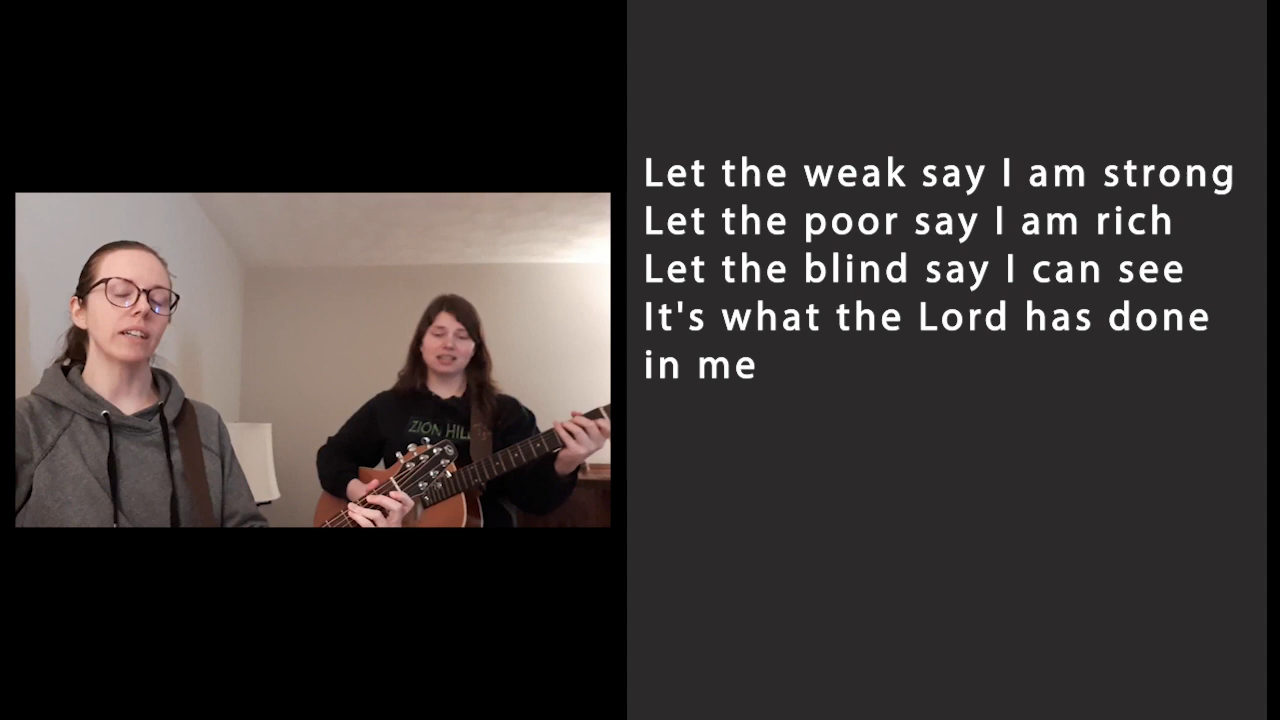 Let the weak say I am strong
Let the poor say I am rich
Let the blind say I can see
It's what the Lord has done
in me
ZION HILL